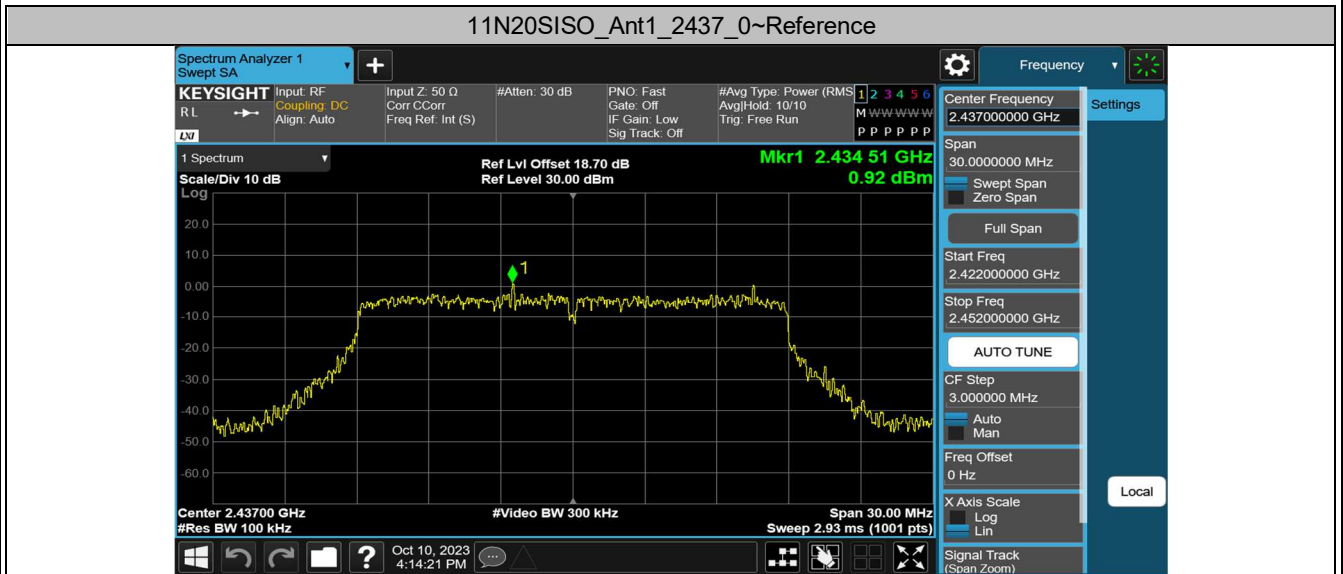 11N20SISO_Ant1_2437_0~Reference
Spectrum Analyzer 1
Swept SA
Frequency
KEYSIGHT
R L
LXI
Input: RF
Coupling: DC
Align: Auto
Input Z: 50 Ω
Corr CCorr
Freq Ref: Int (S)
#Atten: 30 dB
PNO: Fast
Gate: Off
IF Gain: Low
Sig Track: Off
#Avg Type: Power (RMS
Avg|Hold: 10/10
Trig: Free Run
1 2 3 4 5 6
M W W W W W
P P P P P P
1 Spectrum
Scale/Div 10 dB
Log
Ref Lvl Offset 18.70 dB
Ref Level 30.00 dBm
Mkr1 2.434 51 GHz
0.92 dBm
20.0
10.0
0.00
-10.0
-20.0
-30.0
-40.0
-50.0
-60.0
1
Center 2.43700 GHz
#Res BW 100 kHz
#Video BW 300 kHz
Span 30.00 MHz
Sweep 2.93 ms (1001 pts)
Center Frequency
2.437000000 GHz
Settings
Span
30.0000000 MHz
Swept Span
Zero Span
Full Span
Start Freq
2.422000000 GHz
Stop Freq
2.452000000 GHz
AUTO TUNE
CF Step
3.000000 MHz
Auto
Man
Freq Offset
0 Hz
X Axis Scale
Log
Lin
Local
Signal Track
(Span Zoom)
?
Oct 10, 2023
4:14:21 PM